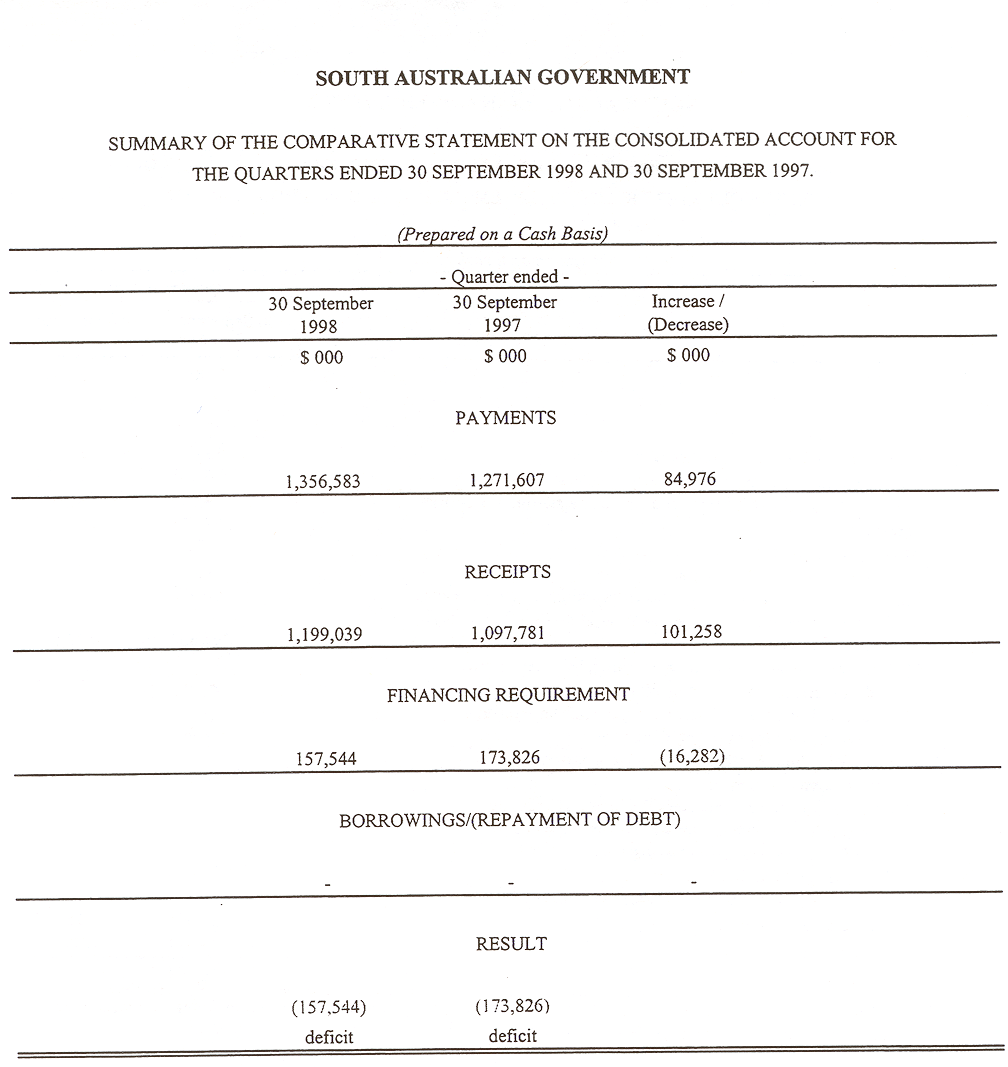 SOUTH AUSTRALIAN GOVERNMENT
SUMMARY OF THE COMPARATIVE STATEMENT ON THE CONSOLIDATED ACCOUNT FOR
THE QUARTERS ENDED 30 SEPTEMBER 1998 AND 30 SEPTEMBER 1997.
(Prepared on a Cash Basis)
- Quarter ended -
30 September 30 September Increase /
1998 1997 (Decrease)
$ 000 $ 000 $ 000
PAYMENTS
1,356,583 1,271,607 84,976
RECEIPTS
1,199,039 1,097,781 101,258
FINANCING REQUIREMENT
157,544 173,826 (16,282)
BORROWINGS/(REPAYMENT OF DEBT)
- - -
RESULT
(157,544) (173,826)
deficit deficit